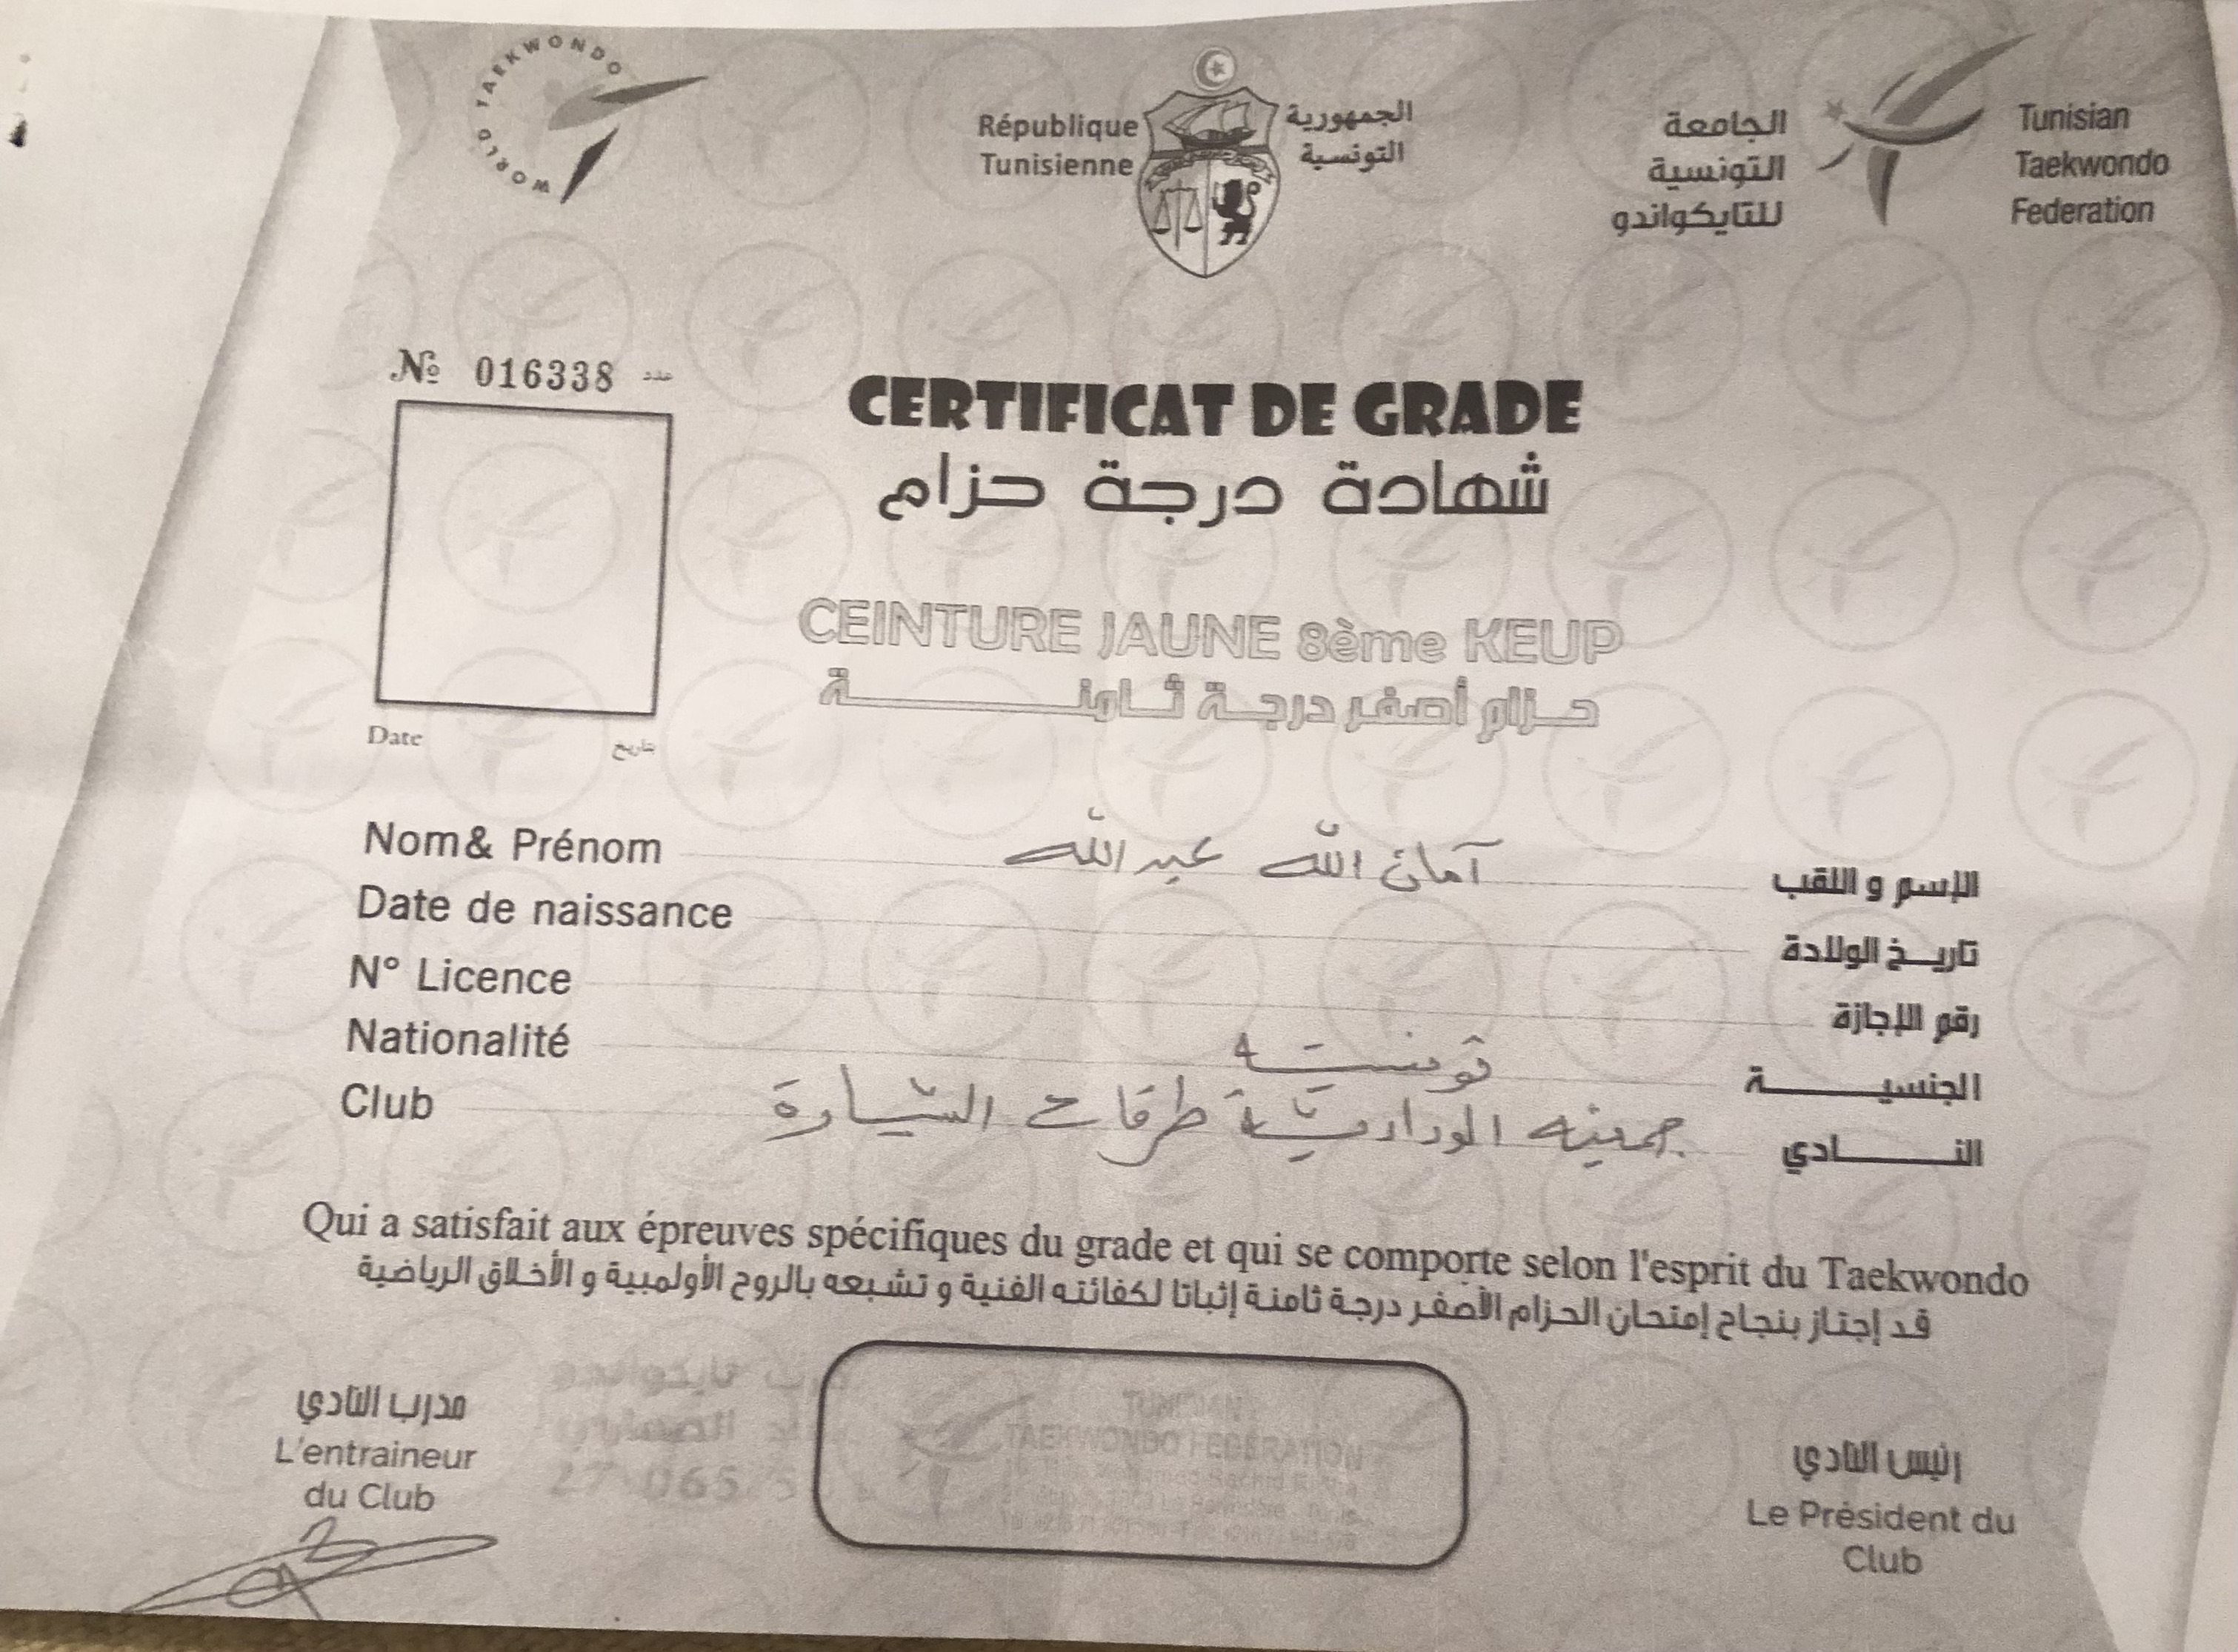 WORLD TAEKWONDO
République Tunisienne
الجمهورية التونسية
الجامعة التونسية للتايكواندو
Tunisian Taekwondo Federation
№ 016338 عدد
CERTIFICAT DE GRADE
شهادة درجة حزام
CEINTURE JAUNE 8ème KEUP
حزام أصفر درجة ثامنة
Date تاريخ
Nom& Prénom آمان الله عبد الله الإسم و اللقب
Date de naissance تاريخ الولادة
N° Licence رقم الإجازة
Nationalité تونسية الجنسية
Club جمعية الودادية السيارة النادي
Qui a satisfait aux épreuves spécifiques du grade et qui se comporte selon l'esprit du Taekwondo
قد إجتاز بنجاح إمتحان الحزام الأصفر درجة ثامنة إثباتا لكفائته الفنية و تشبعه بالروح الأولمبية و الأخلاق الرياضية
مدرب النادي
L'entraineur
du Club
TUNISIAN
TAEKWONDO FEDERATION
رئيس النادي
Le Président du
Club